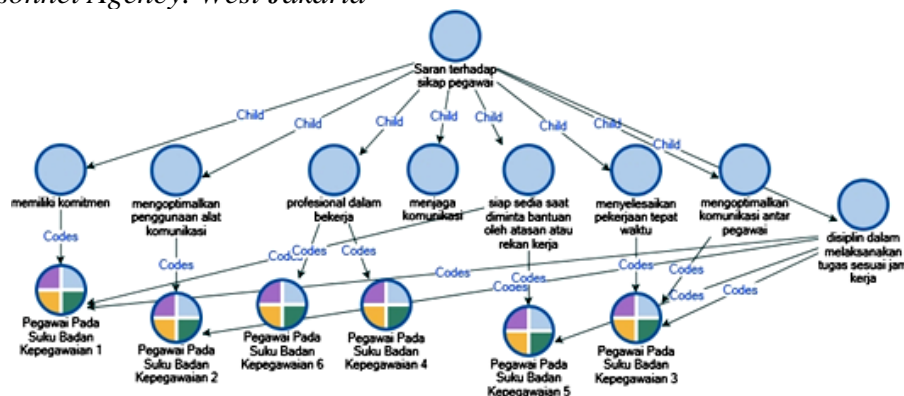 sonnel Agency: West Jakarta
Saran terhadap
sikap pegawai
Child
Child
Child
Child
Child
Child
Child
Child
memiliki komitmen
mengoptimalkan
penggunaan alat
komunikasi
profesional dalam
bekerja
menjaga
komunikasi
siap sedia saat
diminta bantuan
oleh atasan atau
rekan kerja
menyelesaikan
pekerjaan tepat
waktu
mengoptimalkan
komunikasi antar
pegawai
disiplin dalam
melaksanakan
tugas sesuai jam
kerja
Codes
Codes
Codes
Codes
Codes
Codes
Codes
Codes
Codes
Codes
Codes
Codes
Codes
Pegawai Pada
Suku Badan
Kepegawaian 1
Pegawai Pada
Suku Badan
Kepegawaian 2
Pegawai Pada
Suku Badan
Kepegawaian 6
Pegawai Pada
Suku Badan
Kepegawaian 4
Pegawai Pada
Suku Badan
Kepegawaian 5
Pegawai Pada
Suku Badan
Kepegawaian 3